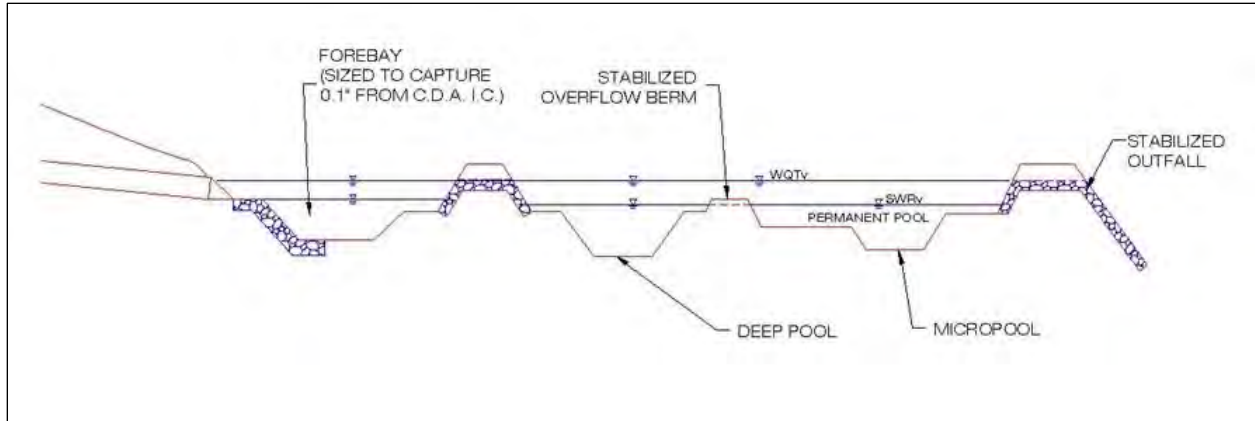 FOREBAY
(SIZED TO CAPTURE
0.1" FROM C.D.A. I.C.)
STABILIZED
OVERFLOW BERM
STABILIZED
OUTFALL
WQTv
SWRv
PERMANENT POOL
DEEP POOL
MICROPOOL